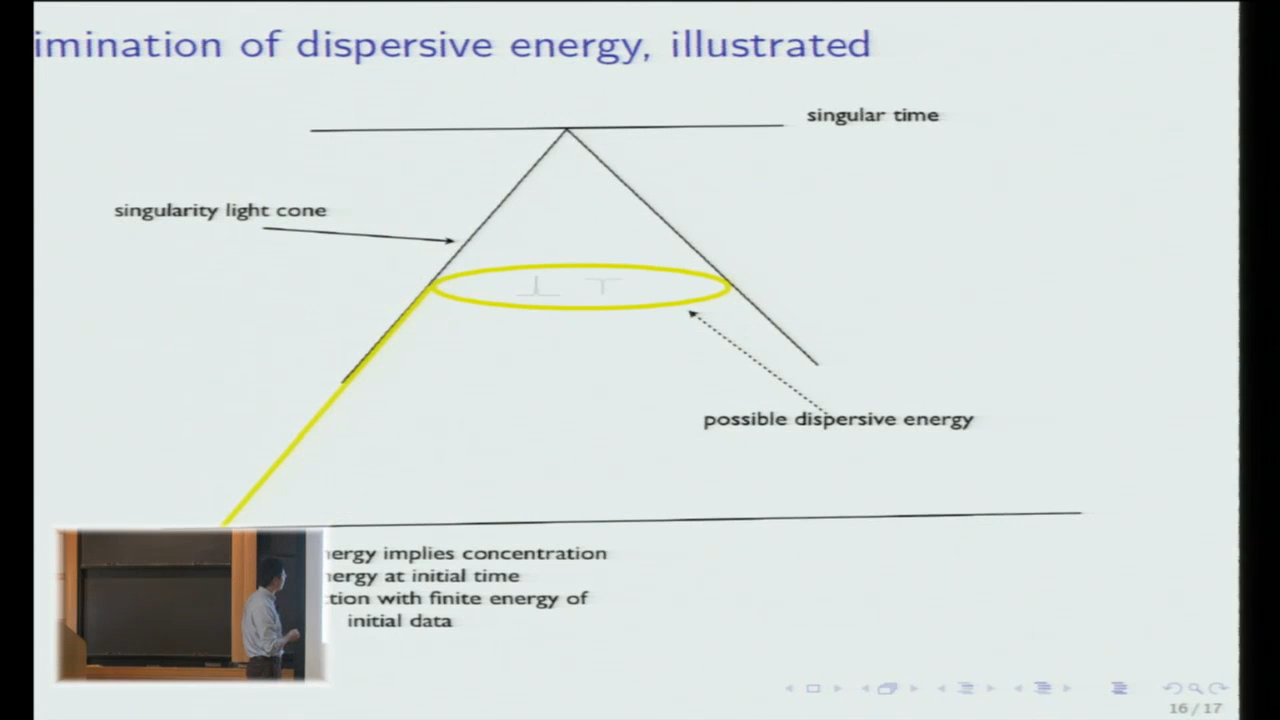 imination of dispersive energy, illustrated
singular time
singularity light cone
possible dispersive energy
nergy implies concentration
nergy at initial time
tion with finite energy of
initial data
16 / 17